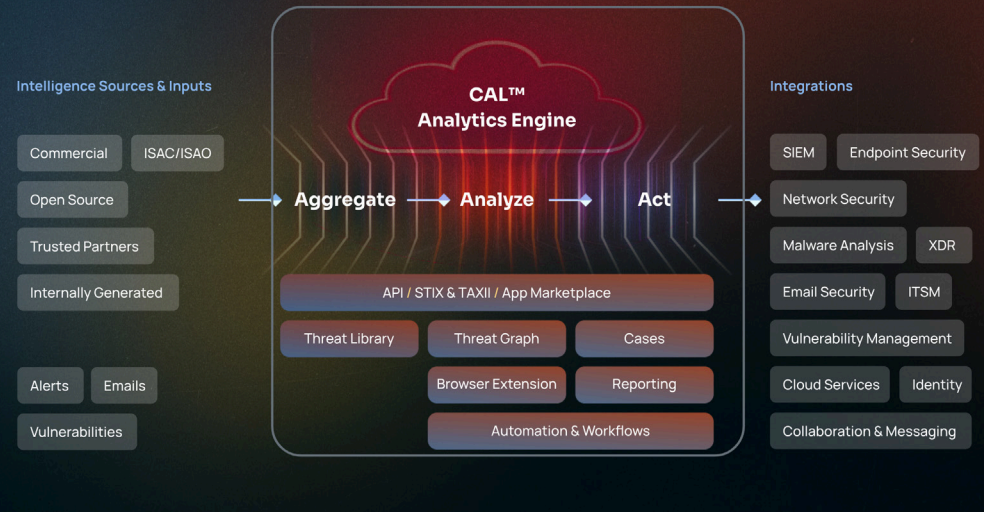 Intelligence Sources & Inputs
Commercial
ISAC/ISAO
Open Source
Trusted Partners
Internally Generated
Alerts
Emails
Vulnerabilities
CAL™
Analytics Engine
Aggregate
Analyze
Act
API / STIX & TAXII / App Marketplace
Threat Library
Threat Graph
Cases
Browser Extension
Reporting
Automation & Workflows
Integrations
SIEM
Endpoint Security
Network Security
Malware Analysis
XDR
Email Security
ITSM
Vulnerability Management
Cloud Services
Identity
Collaboration & Messaging